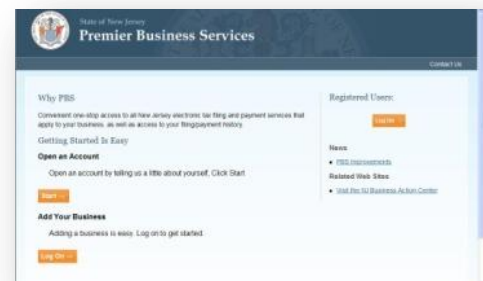 State of New Jersey
Premier Business Services
Contact Us
Why PBS
Convenient one-stop access to all New Jersey electronic tax filing and payment services that
apply to your business, as well as access to your filing/payment history.
Getting Started Is Easy
Open an Account
Open an account by telling us a little about yourself, Click Start.
Start
Add Your Business
Adding a business is easy. Log on to get started.
Log On
Registered Users:
Log On
News
PBS Improvements
Related Web Sites
Visit the NJ Business Action Center